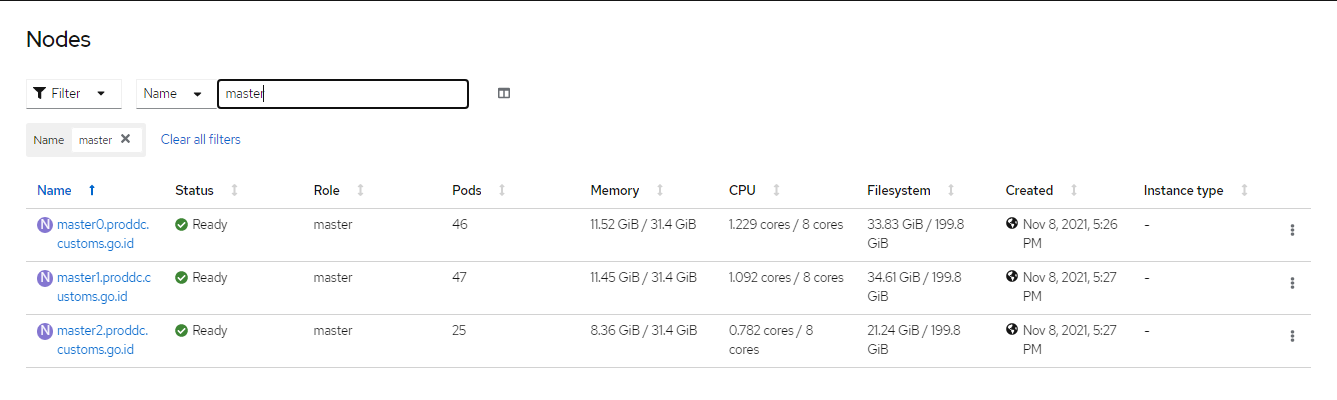 Nodes
Filter Name master
Name master Clear all filters
Name Status Role Pods Memory CPU Filesystem Created Instance type
N master0.proddc. Ready master 46 11.52 GiB / 31.4 GiB 1.229 cores / 8 cores 33.83 GiB / 199.8 Nov 8, 2021, 5:26 -
customs.go.id GiB PM
N master1.proddc.c Ready master 47 11.45 GiB / 31.4 GiB 1.092 cores / 8 cores 34.61 GiB / 199.8 Nov 8, 2021, 5:27 -
ustoms.go.id GiB PM
N master2.proddc. Ready master 25 8.36 GiB / 31.4 GiB 0.782 cores / 8 21.24 GiB / 199.8 Nov 8, 2021, 5:27 -
customs.go.id cores GiB PM